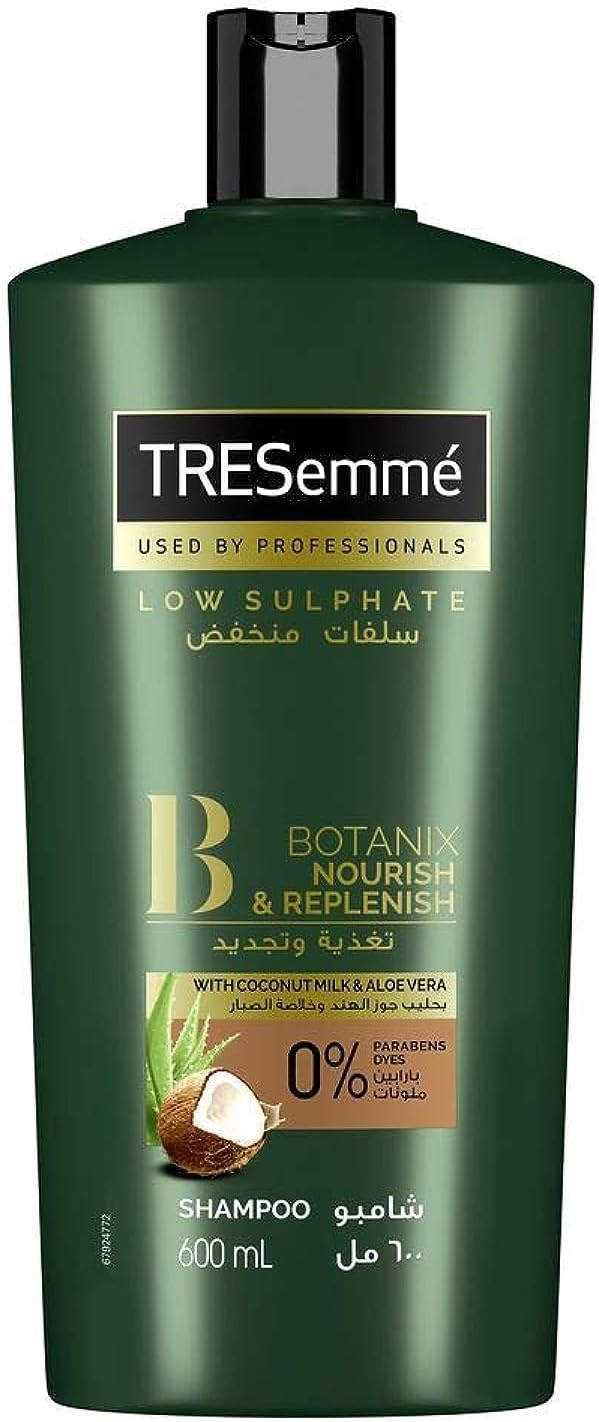 TRESemmé
USED BY PROFESSIONALS
LOW SULPHATE
سلفات منخفض
B
BOTANIX
NOURISH
& REPLENISH
تغذية وتجديد
WITH COCONUT MILK & ALOE VERA
بحليب جوز الهند وخلاصة الصبار
0%
PARABENS
DYES
بارابين
ملونات
SHAMPOO شامبو
600 mL ٦٠٠ مل
67924772